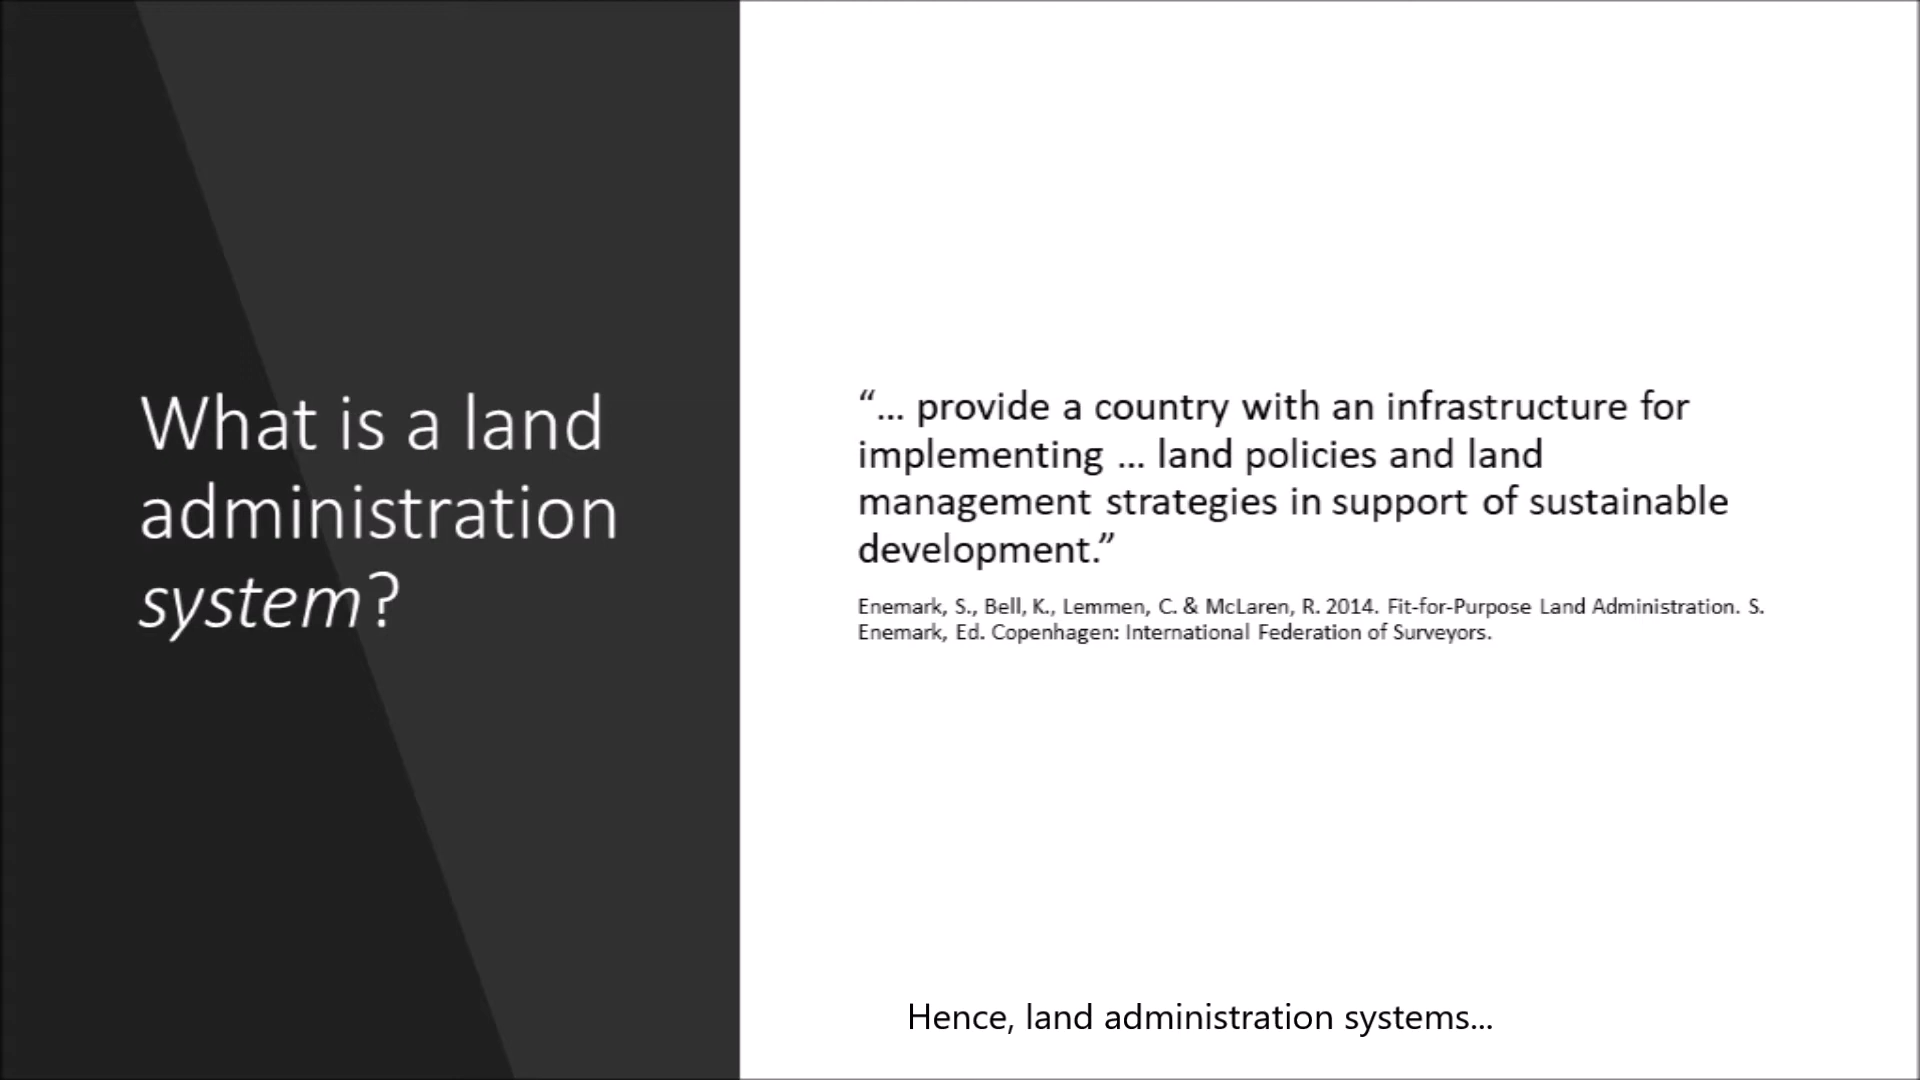 What is a land
administration
system?
“... provide a country with an infrastructure for
implementing ... land policies and land
management strategies in support of sustainable
development.”
Enemark, S., Bell, K., Lemmen, C. & McLaren, R. 2014. Fit-for-Purpose Land Administration. S.
Enemark, Ed. Copenhagen: International Federation of Surveyors.
Hence, land administration systems...